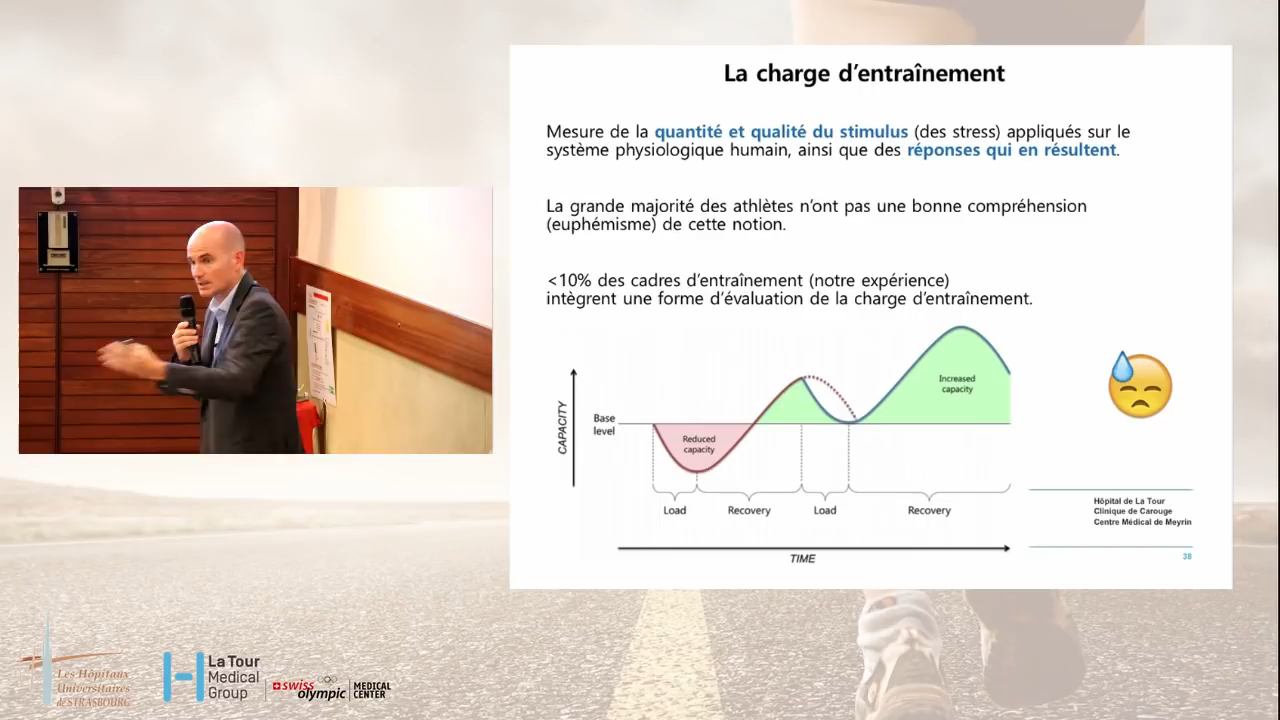 La charge d’entraînement
Mesure de la quantité et qualité du stimulus (des stress) appliqués sur le
système physiologique humain, ainsi que des réponses qui en résultent.
La grande majorité des athlètes n’ont pas une bonne compréhension
(euphémisme) de cette notion.
<10% des cadres d’entraînement (notre expérience)
intègrent une forme d’évaluation de la charge d’entraînement.
CAPACITY
Base
level
Reduced
capacity
Increased
capacity
Load
Recovery
Load
Recovery
TIME
Hôpital de La Tour
Clinique de Carouge
Centre Médical de Meyrin
38
Les Hôpitaux
Universitaires
de STRASBOURG
La Tour
Medical
Group
swiss
olympic
MEDICAL
CENTER